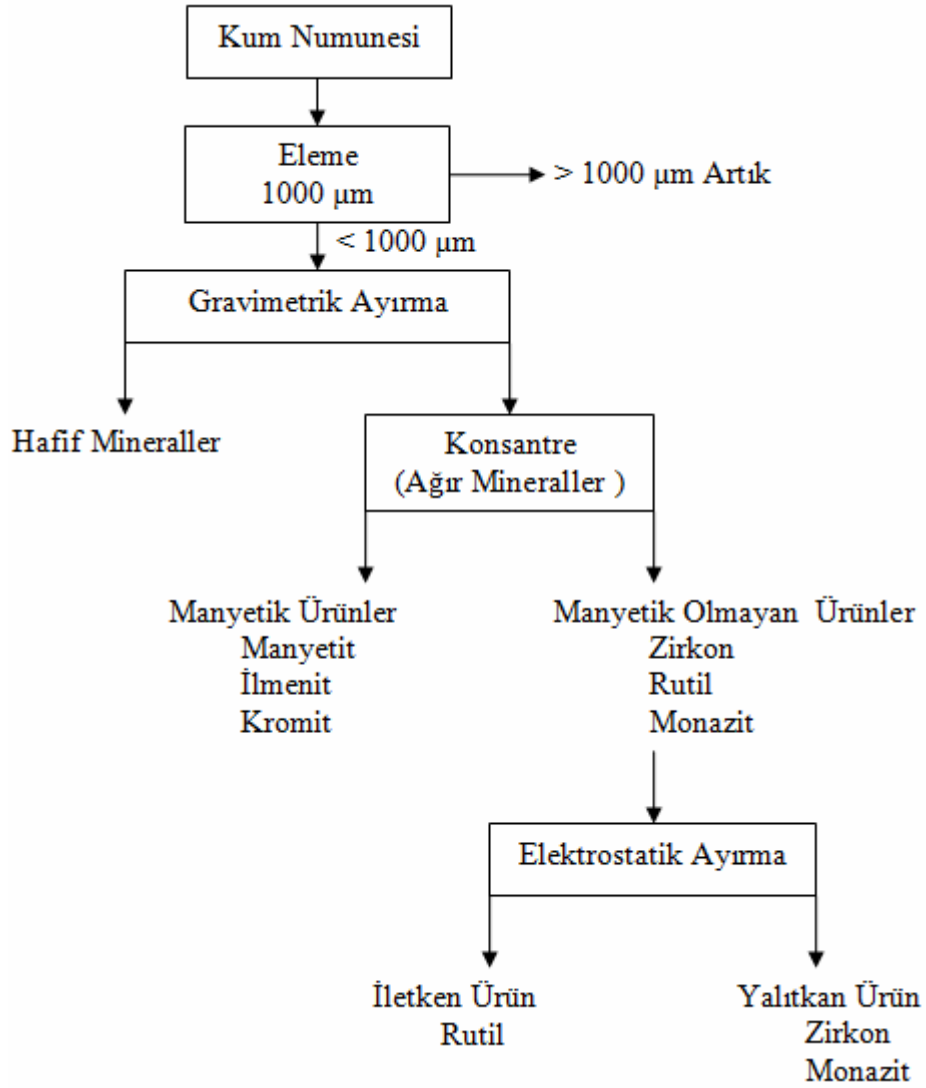 Kum Numunesi
Eleme
1000 µm
> 1000 µm Artık
< 1000 µm
Gravimetrik Ayırma
Hafif Mineraller
Konsantre
(Ağır Mineraller )
Manyetik Ürünler
Manyetit
İlmenit
Kromit
Manyetik Olmayan Ürünler
Zirkon
Rutil
Monazit
Elektrostatik Ayırma
İletken Ürün
Rutil
Yalıtkan Ürün
Zirkon
Monazit